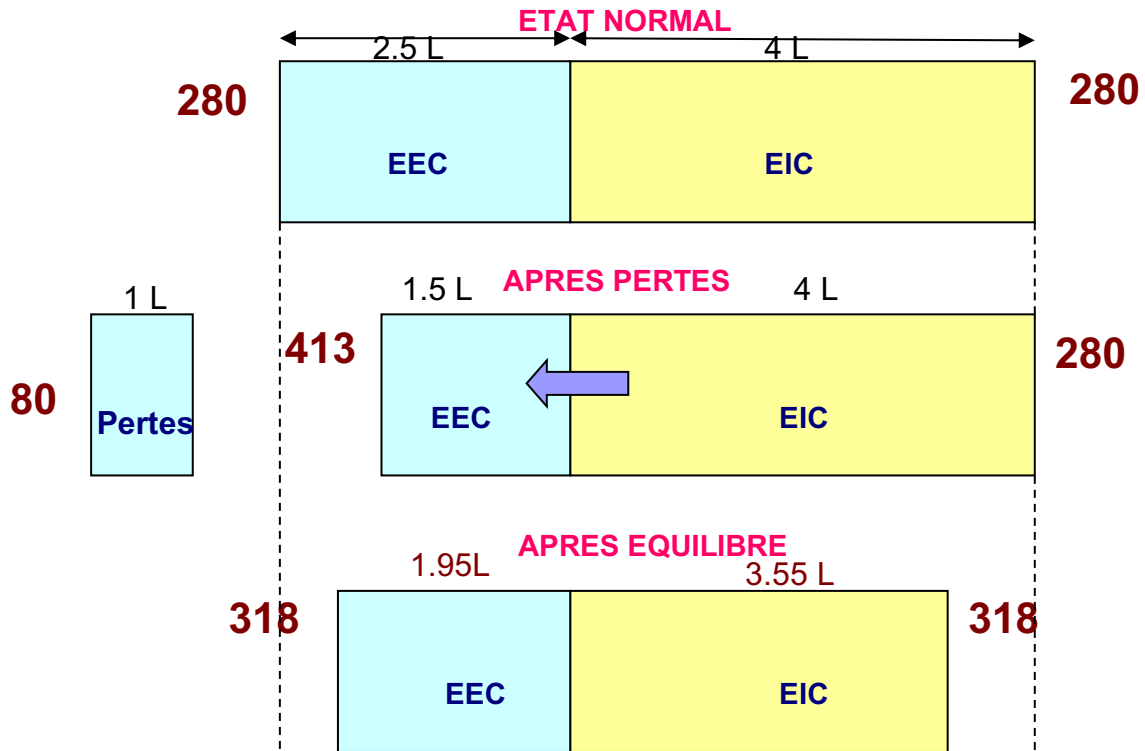 ETAT NORMAL
2.5 L 4 L
280 280
EEC EIC
APRES PERTES
1 L 1.5 L 4 L
413 280
80
Pertes EEC EIC
APRES EQUILIBRE
1.95L 3.55 L
318 318
EEC EIC